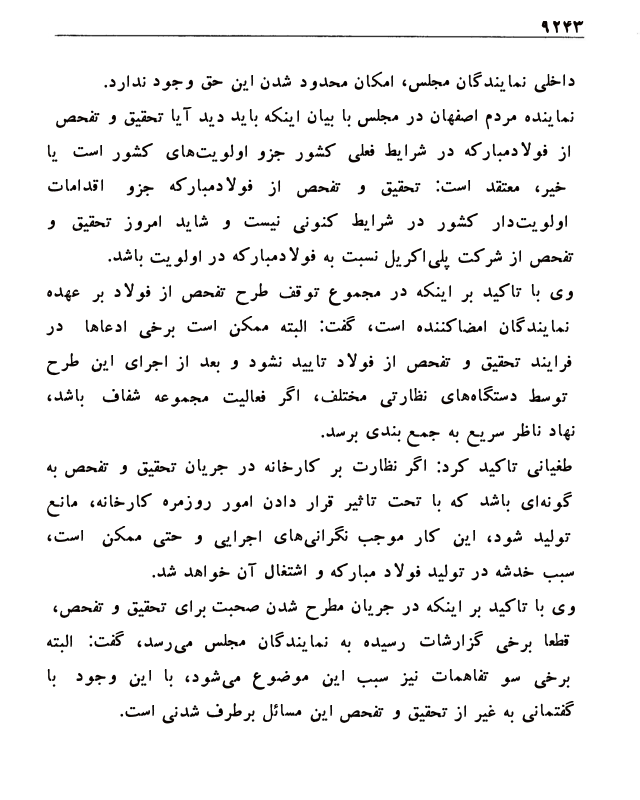 ۹۲۴۳
داخلی نمایندگان مجلس، امکان محدود شدن این حق وجود ندارد.
نماینده مردم اصفهان در مجلس با بیان اینکه باید دید آیا تحقیق و تفحص
از فولادمبارکه در شرایط فعلی کشور جزو اولویت‌های کشور است یا
خیر، معتقد است: تحقیق و تفحص از فولادمبارکه جزو اقدامات
اولویت‌دار کشور در شرایط کنونی نیست و شاید امروز تحقیق و
تفحص از شرکت پلی‌اکریل نسبت به فولادمبارکه در اولویت باشد.
وی با تاکید بر اینکه در مجموع توقف طرح تفحص از فولاد بر عهده
نمایندگان امضاکننده است، گفت: البته ممکن است برخی ادعاها در
فرایند تحقیق و تفحص از فولاد تایید نشود و بعد از اجرای این طرح
توسط دستگاه‌های نظارتی مختلف، اگر فعالیت مجموعه شفاف باشد،
نهاد ناظر سریع به جمع بندی برسد.
طغیانی تاکید کرد: اگر نظارت بر کارخانه در جریان تحقیق و تفحص به
گونه‌ای باشد که با تحت تاثیر قرار دادن امور روزمره کارخانه، مانع
تولید شود، این کار موجب نگرانی‌های اجرایی و حتی ممکن است،
سبب خدشه در تولید فولاد مبارکه و اشتغال آن خواهد شد.
وی با تاکید بر اینکه در جریان مطرح شدن صحبت برای تحقیق و تفحص،
قطعا برخی گزارشات رسیده به نمایندگان مجلس می‌رسد، گفت: البته
برخی سو تفاهمات نیز سبب این موضوع می‌شود، با این وجود با
گفتمانی به غیر از تحقیق و تفحص این مسائل برطرف شدنی است.